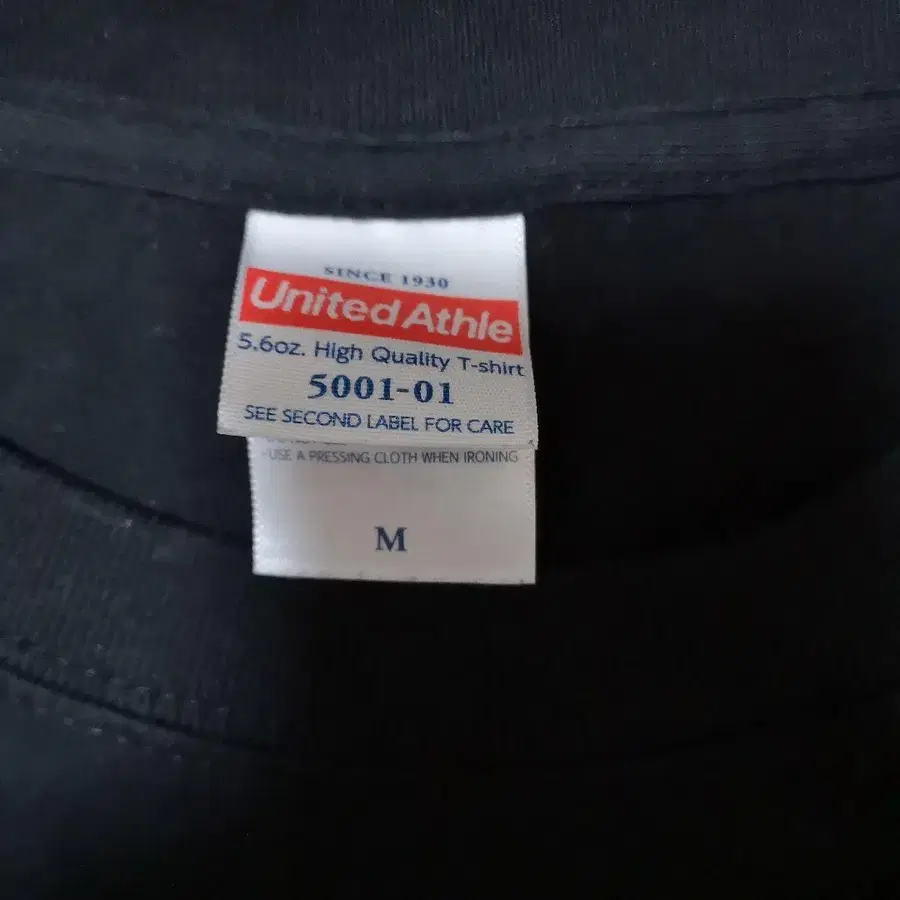 SINCE 1930
United Athle
5.6oz. High Quality T-shirt
5001-01
SEE SECOND LABEL FOR CARE
-USE A PRESSING CLOTH WHEN IRONING
M